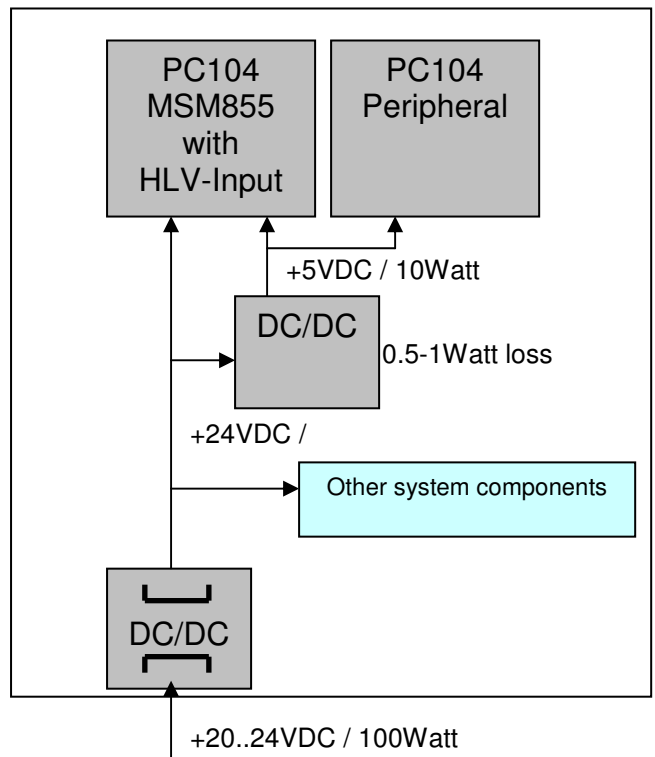 PC104
MSM855
with
HLV-Input
PC104
Peripheral
+5VDC / 10Watt
DC/DC
0.5-1Watt loss
+24VDC /
Other system components
DC/DC
+20..24VDC / 100Watt